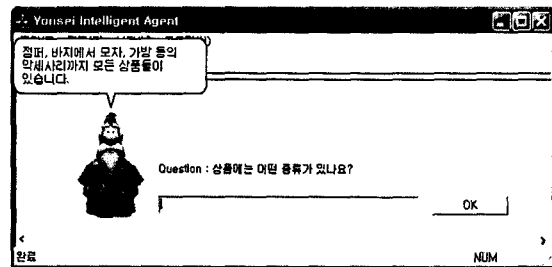 Yonsei Intelligent Agent
점퍼, 바지에서 모자, 가방 등의
악세사리까지 모든 상품들이
있습니다.
Question : 상품에는 어떤 종류가 있나요?
OK
완료
NUM